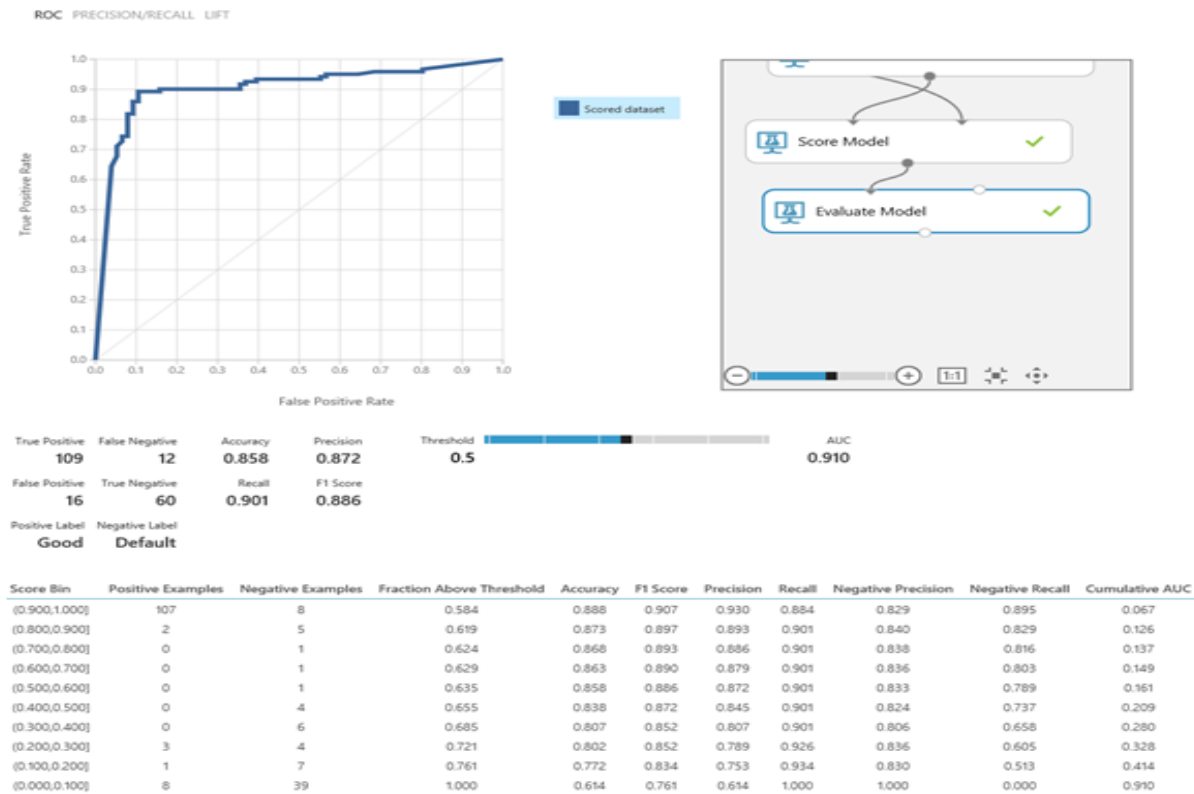 ROC PRECISION/RECALL LIFT
1.0
0.9
0.8
0.7
0.6
0.5
0.4
0.3
0.2
0.1
0.0
True Positive Rate
0.0 0.1 0.2 0.3 0.4 0.5 0.6 0.7 0.8 0.9 1.0
False Positive Rate
Scored dataset
Score Model
Evaluate Model
1:1
True Positive False Negative Accuracy Precision Threshold AUC
109 12 0.858 0.872 0.5 0.910
False Positive True Negative Recall F1 Score
16 60 0.901 0.886
Positive Label Negative Label
Good Default
Score Bin Positive Examples Negative Examples Fraction Above Threshold Accuracy F1 Score Precision Recall Negative Precision Negative Recall Cumulative AUC
(0.900,1.000] 107 8 0.584 0.888 0.907 0.930 0.884 0.829 0.895 0.067
(0.800,0.900] 2 5 0.619 0.873 0.897 0.893 0.901 0.840 0.829 0.126
(0.700,0.800] 0 1 0.624 0.868 0.893 0.886 0.901 0.838 0.816 0.137
(0.600,0.700] 0 1 0.629 0.863 0.890 0.879 0.901 0.836 0.803 0.149
(0.500,0.600] 0 1 0.635 0.858 0.886 0.872 0.901 0.833 0.789 0.161
(0.400,0.500] 0 4 0.655 0.838 0.872 0.845 0.901 0.824 0.737 0.209
(0.300,0.400] 0 6 0.685 0.807 0.852 0.807 0.901 0.806 0.658 0.280
(0.200,0.300] 3 4 0.721 0.802 0.852 0.789 0.926 0.836 0.605 0.328
(0.100,0.200] 1 7 0.761 0.772 0.834 0.753 0.934 0.830 0.513 0.414
(0.000,0.100] 8 39 1.000 0.614 0.761 0.614 1.000 1.000 0.000 0.910